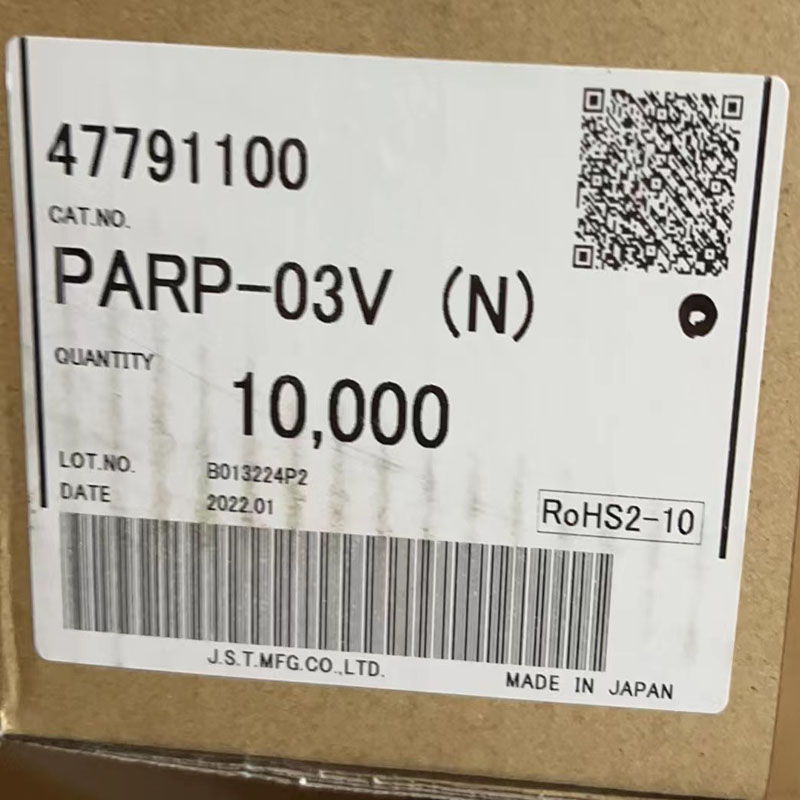 47791100
CAT.NO.
PARP-03V (N)
QUANTITY
10,000
LOT.NO. B013224P2
DATE 2022.01
RoHS2-10
J.S.T.MFG.CO.,LTD.
MADE IN JAPAN